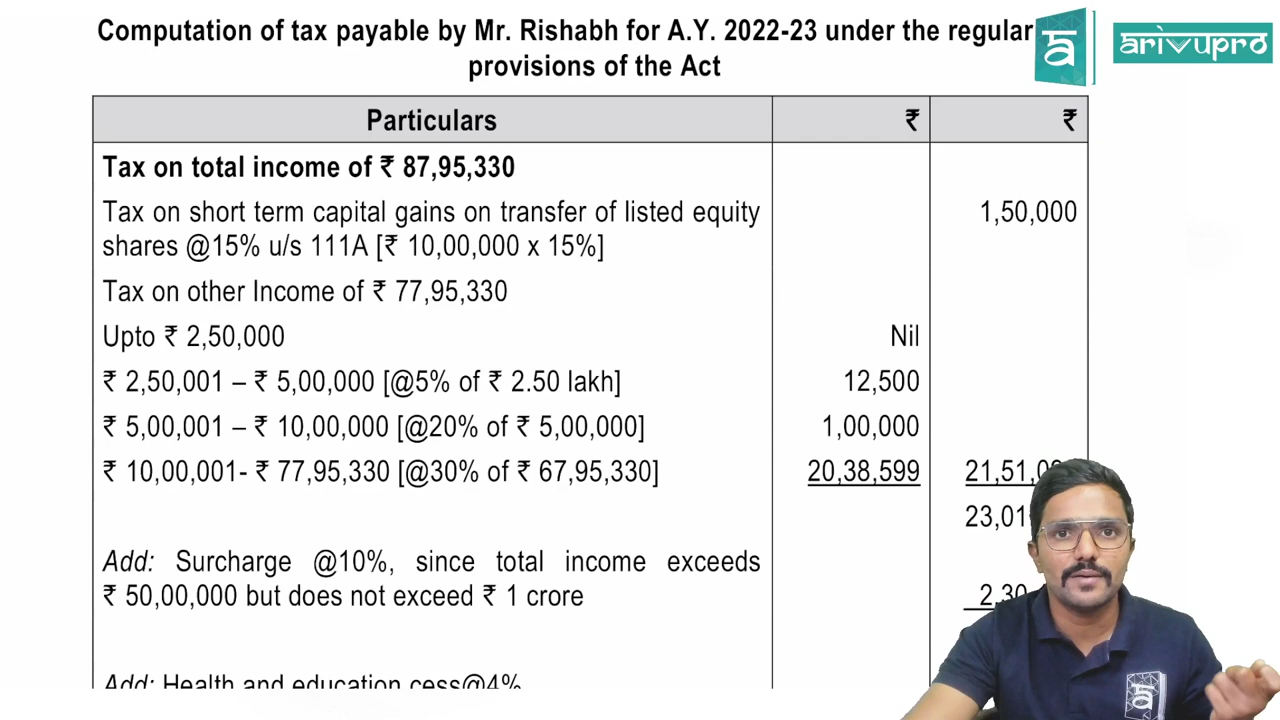 Computation of tax payable by Mr. Rishabh for A.Y. 2022-23 under the regular
provisions of the Act
arivupro
Particulars ₹ ₹
Tax on total income of ₹ 87,95,330
Tax on short term capital gains on transfer of listed equity 1,50,000
shares @15% u/s 111A [₹ 10,00,000 x 15%]
Tax on other Income of ₹ 77,95,330
Upto ₹ 2,50,000 Nil
₹ 2,50,001 – ₹ 5,00,000 [@5% of ₹ 2.50 lakh] 12,500
₹ 5,00,001 – ₹ 10,00,000 [@20% of ₹ 5,00,000] 1,00,000
₹ 10,00,001- ₹ 77,95,330 [@30% of ₹ 67,95,330] 20,38,599
Add: Surcharge @10%, since total income exceeds
₹ 50,00,000 but does not exceed ₹ 1 crore
Add: Health and education cess@4%